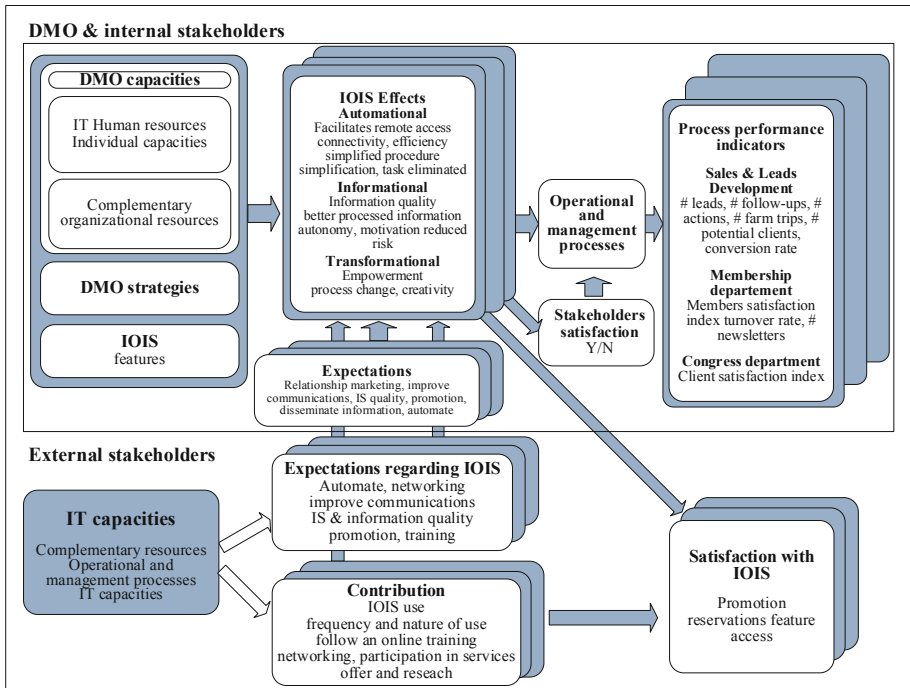 DMO & internal stakeholders
DMO capacities
IT Human resources
Individual capacities
Complementary
organizational resources
DMO strategies
IOIS
features
IOIS Effects
Automational
Facilitates remote access
connectivity, efficiency
simplified procedure
simplification, task eliminated
Informational
Information quality
better processed information
autonomy, motivation reduced
risk
Transformational
Empowerment
process change, creativity
Operational
and
management
processes
Stakeholders
satisfaction
Y/N
Process performance
indicators
Sales & Leads
Development
# leads, # follow-ups, #
actions, # farm trips, #
potential clients,
conversion rate
Membership
departement
Members satisfaction
index turnover rate, #
newsletters
Congress department
Client satisfaction index
Expectations
Relationship marketing, improve
communications, IS quality, promotion,
disseminate information, automate
External stakeholders
IT capacities
Complementary resources
Operational and
management processes
IT capacities
Expectations regarding IOIS
Automate, networking
improve communications
IS & information quality
promotion, training
Contribution
IOIS use
frequency and nature of use
follow an online training
networking, participation in services
offer and reseach
Satisfaction with
IOIS
Promotion
reservations feature
access